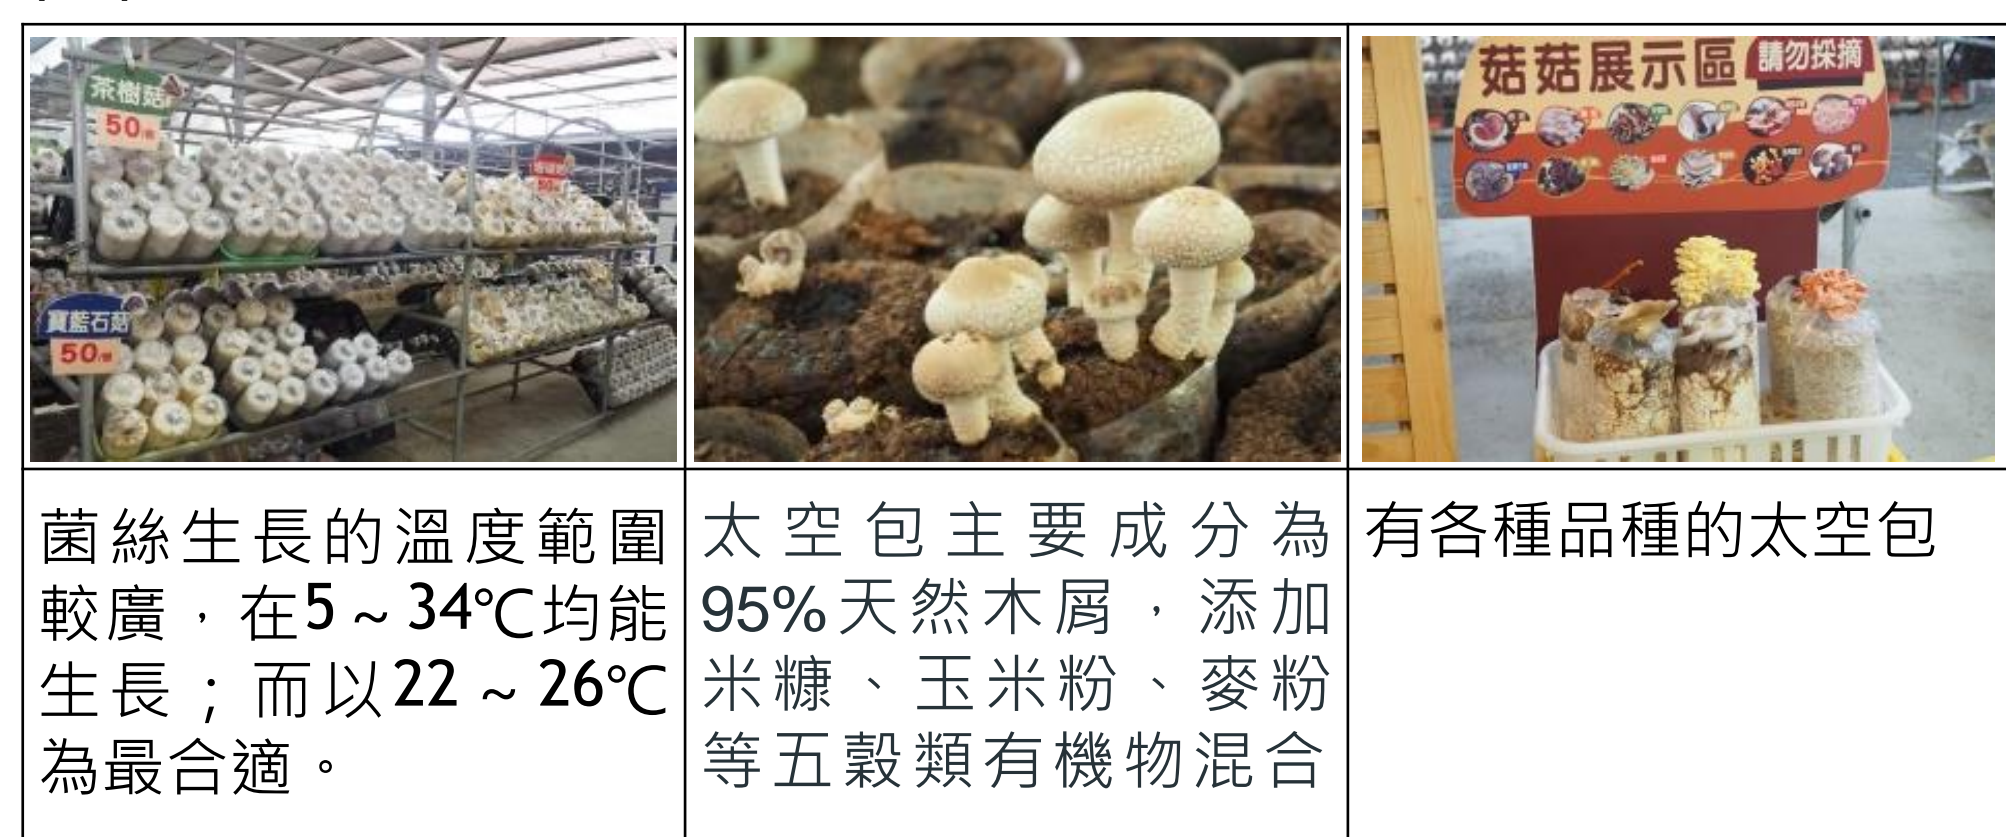 茶樹菇
50
寶藍石菇
50
50
菇菇展示區
請勿採摘
菌絲生長的溫度範圍
較廣，在5～34℃均能
生長；而以22～26℃
為最合適。
太空包主要成分為
95%天然木屑，添加
米糠、玉米粉、麥粉
等五穀類有機物混合
有各種品種的太空包